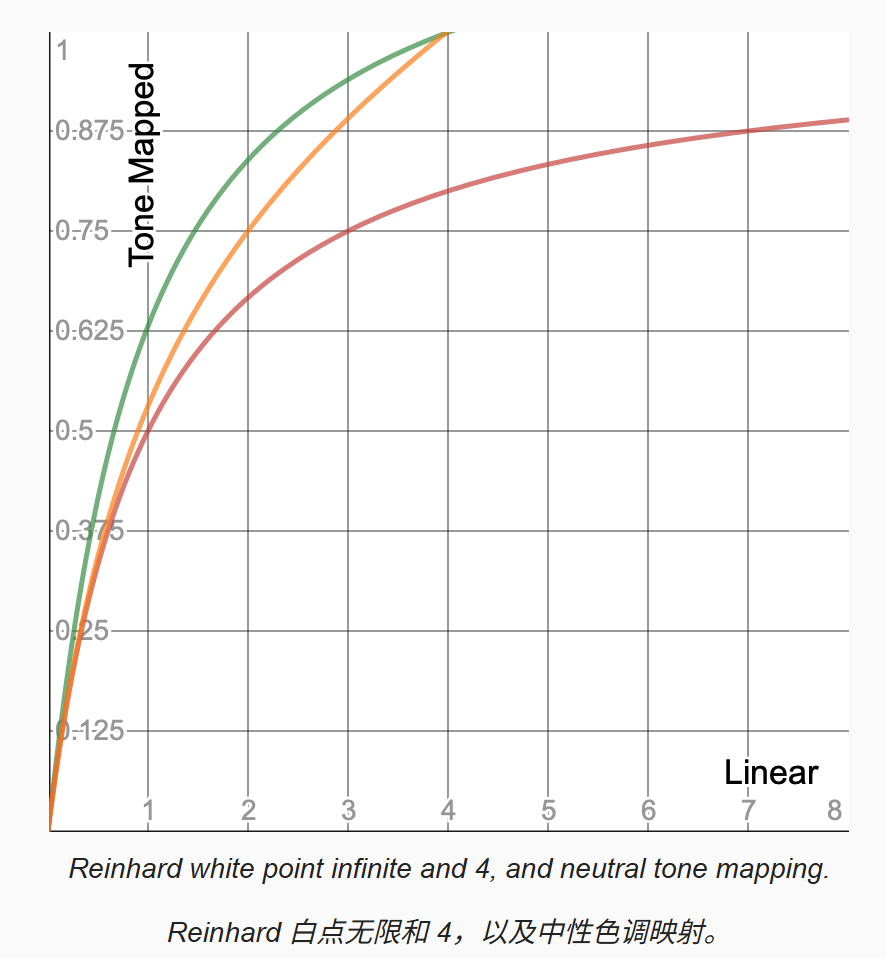 1
Tone Mapped
0.875
0.75
0.625
0.5
0.375
0.25
0.125
Linear
1 2 3 4 5 6 7 8
Reinhard white point infinite and 4, and neutral tone mapping.
Reinhard 白点无限和 4，以及中性色调映射。